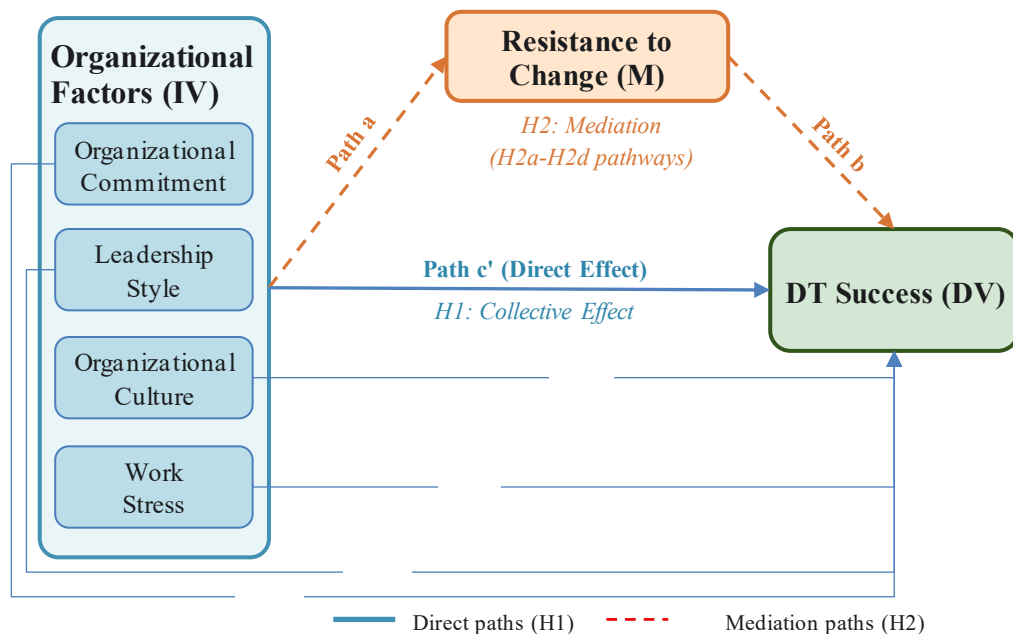 Organizational
Factors (IV)
Organizational
Commitment
Leadership
Style
Organizational
Culture
Work
Stress
Path a
Resistance to
Change (M)
H2: Mediation
(H2a-H2d pathways)
Path b
Path c' (Direct Effect)
H1: Collective Effect
DT Success (DV)
Direct paths (H1)
Mediation paths (H2)